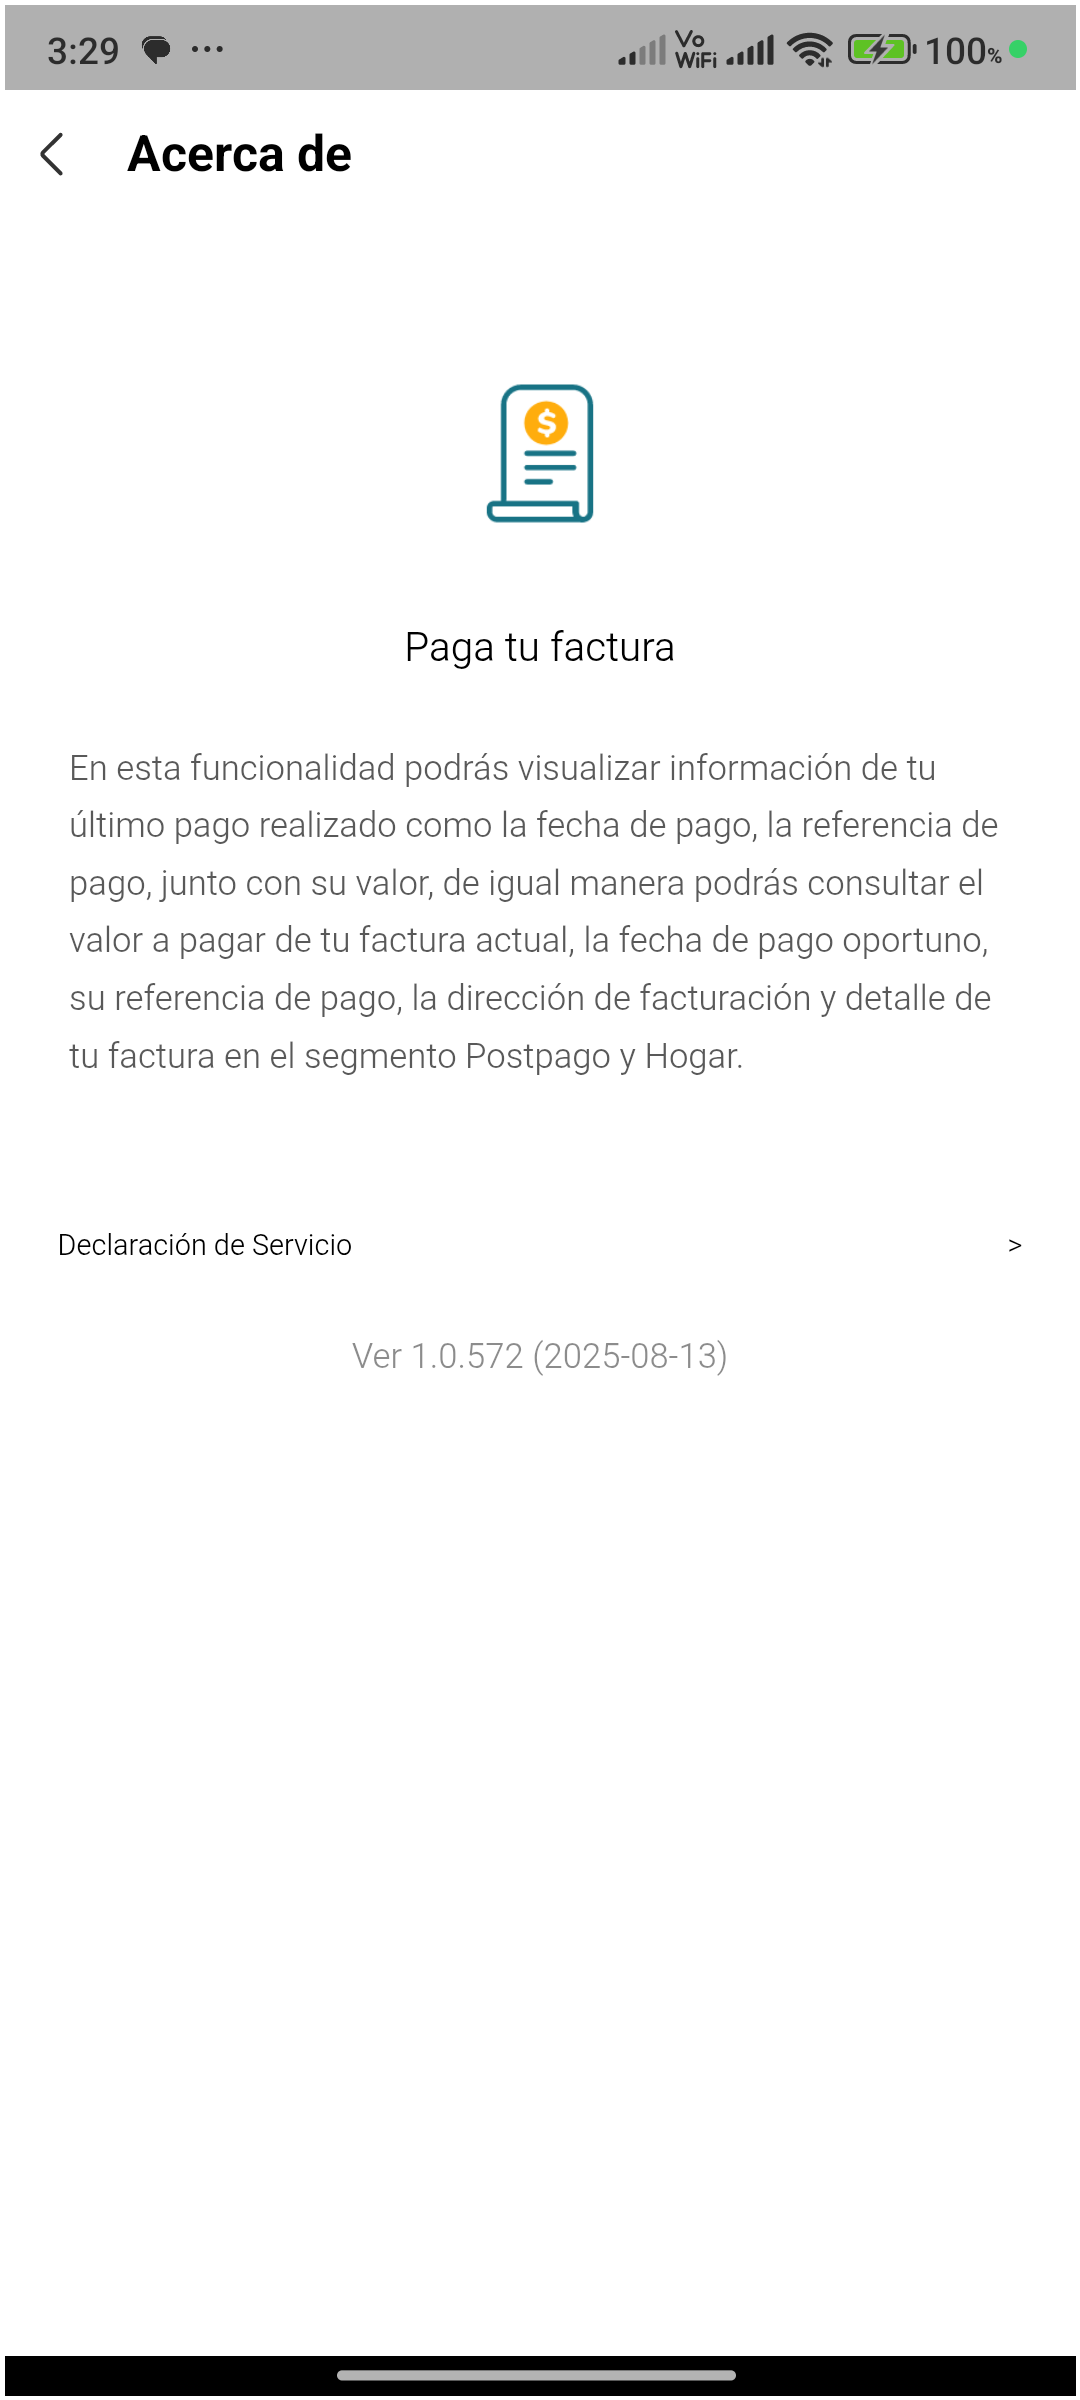 3:29 ... Vo WiFi 100%
Acerca de
$
Paga tu factura
En esta funcionalidad podrás visualizar información de tu
último pago realizado como la fecha de pago, la referencia de
pago, junto con su valor, de igual manera podrás consultar el
valor a pagar de tu factura actual, la fecha de pago oportuno,
su referencia de pago, la dirección de facturación y detalle de
tu factura en el segmento Postpago y Hogar.
Declaración de Servicio >
Ver 1.0.572 (2025-08-13)